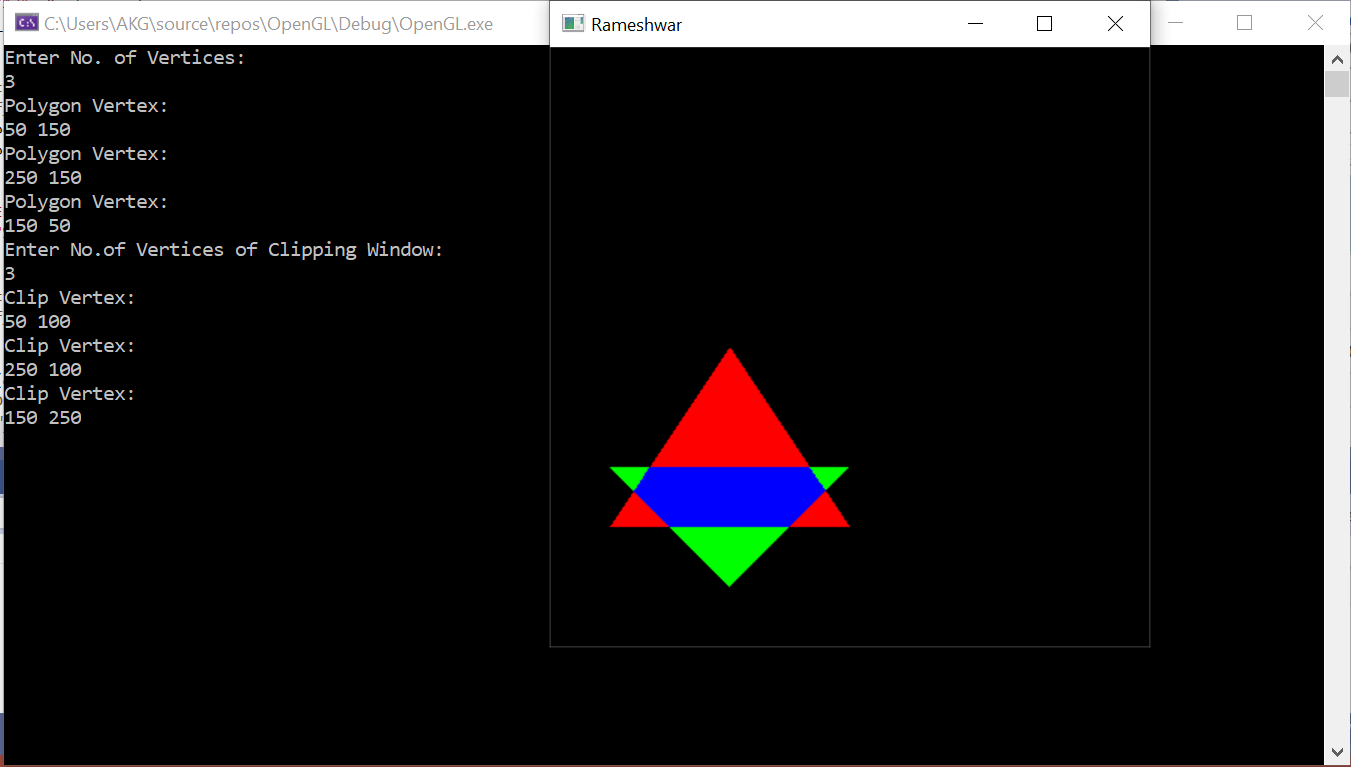 C:\Users\AKG\source\repos\OpenGL\Debug\OpenGL.exe
Rameshwar
Enter No. of Vertices:
3
Polygon Vertex:
50 150
Polygon Vertex:
250 150
Polygon Vertex:
150 50
Enter No.of Vertices of Clipping Window:
3
Clip Vertex:
50 100
Clip Vertex:
250 100
Clip Vertex:
150 250